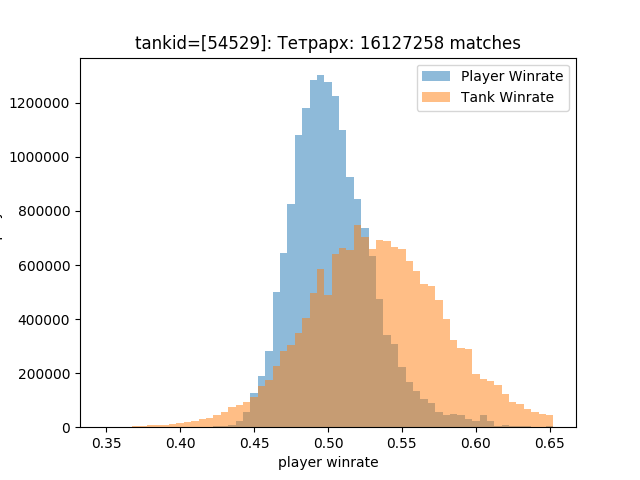 tankid=[54529]: Тетрарх: 16127258 matches
Player Winrate
Tank Winrate
1200000
1000000
800000
600000
400000
200000
0
0.35 0.40 0.45 0.50 0.55 0.60 0.65
player winrate